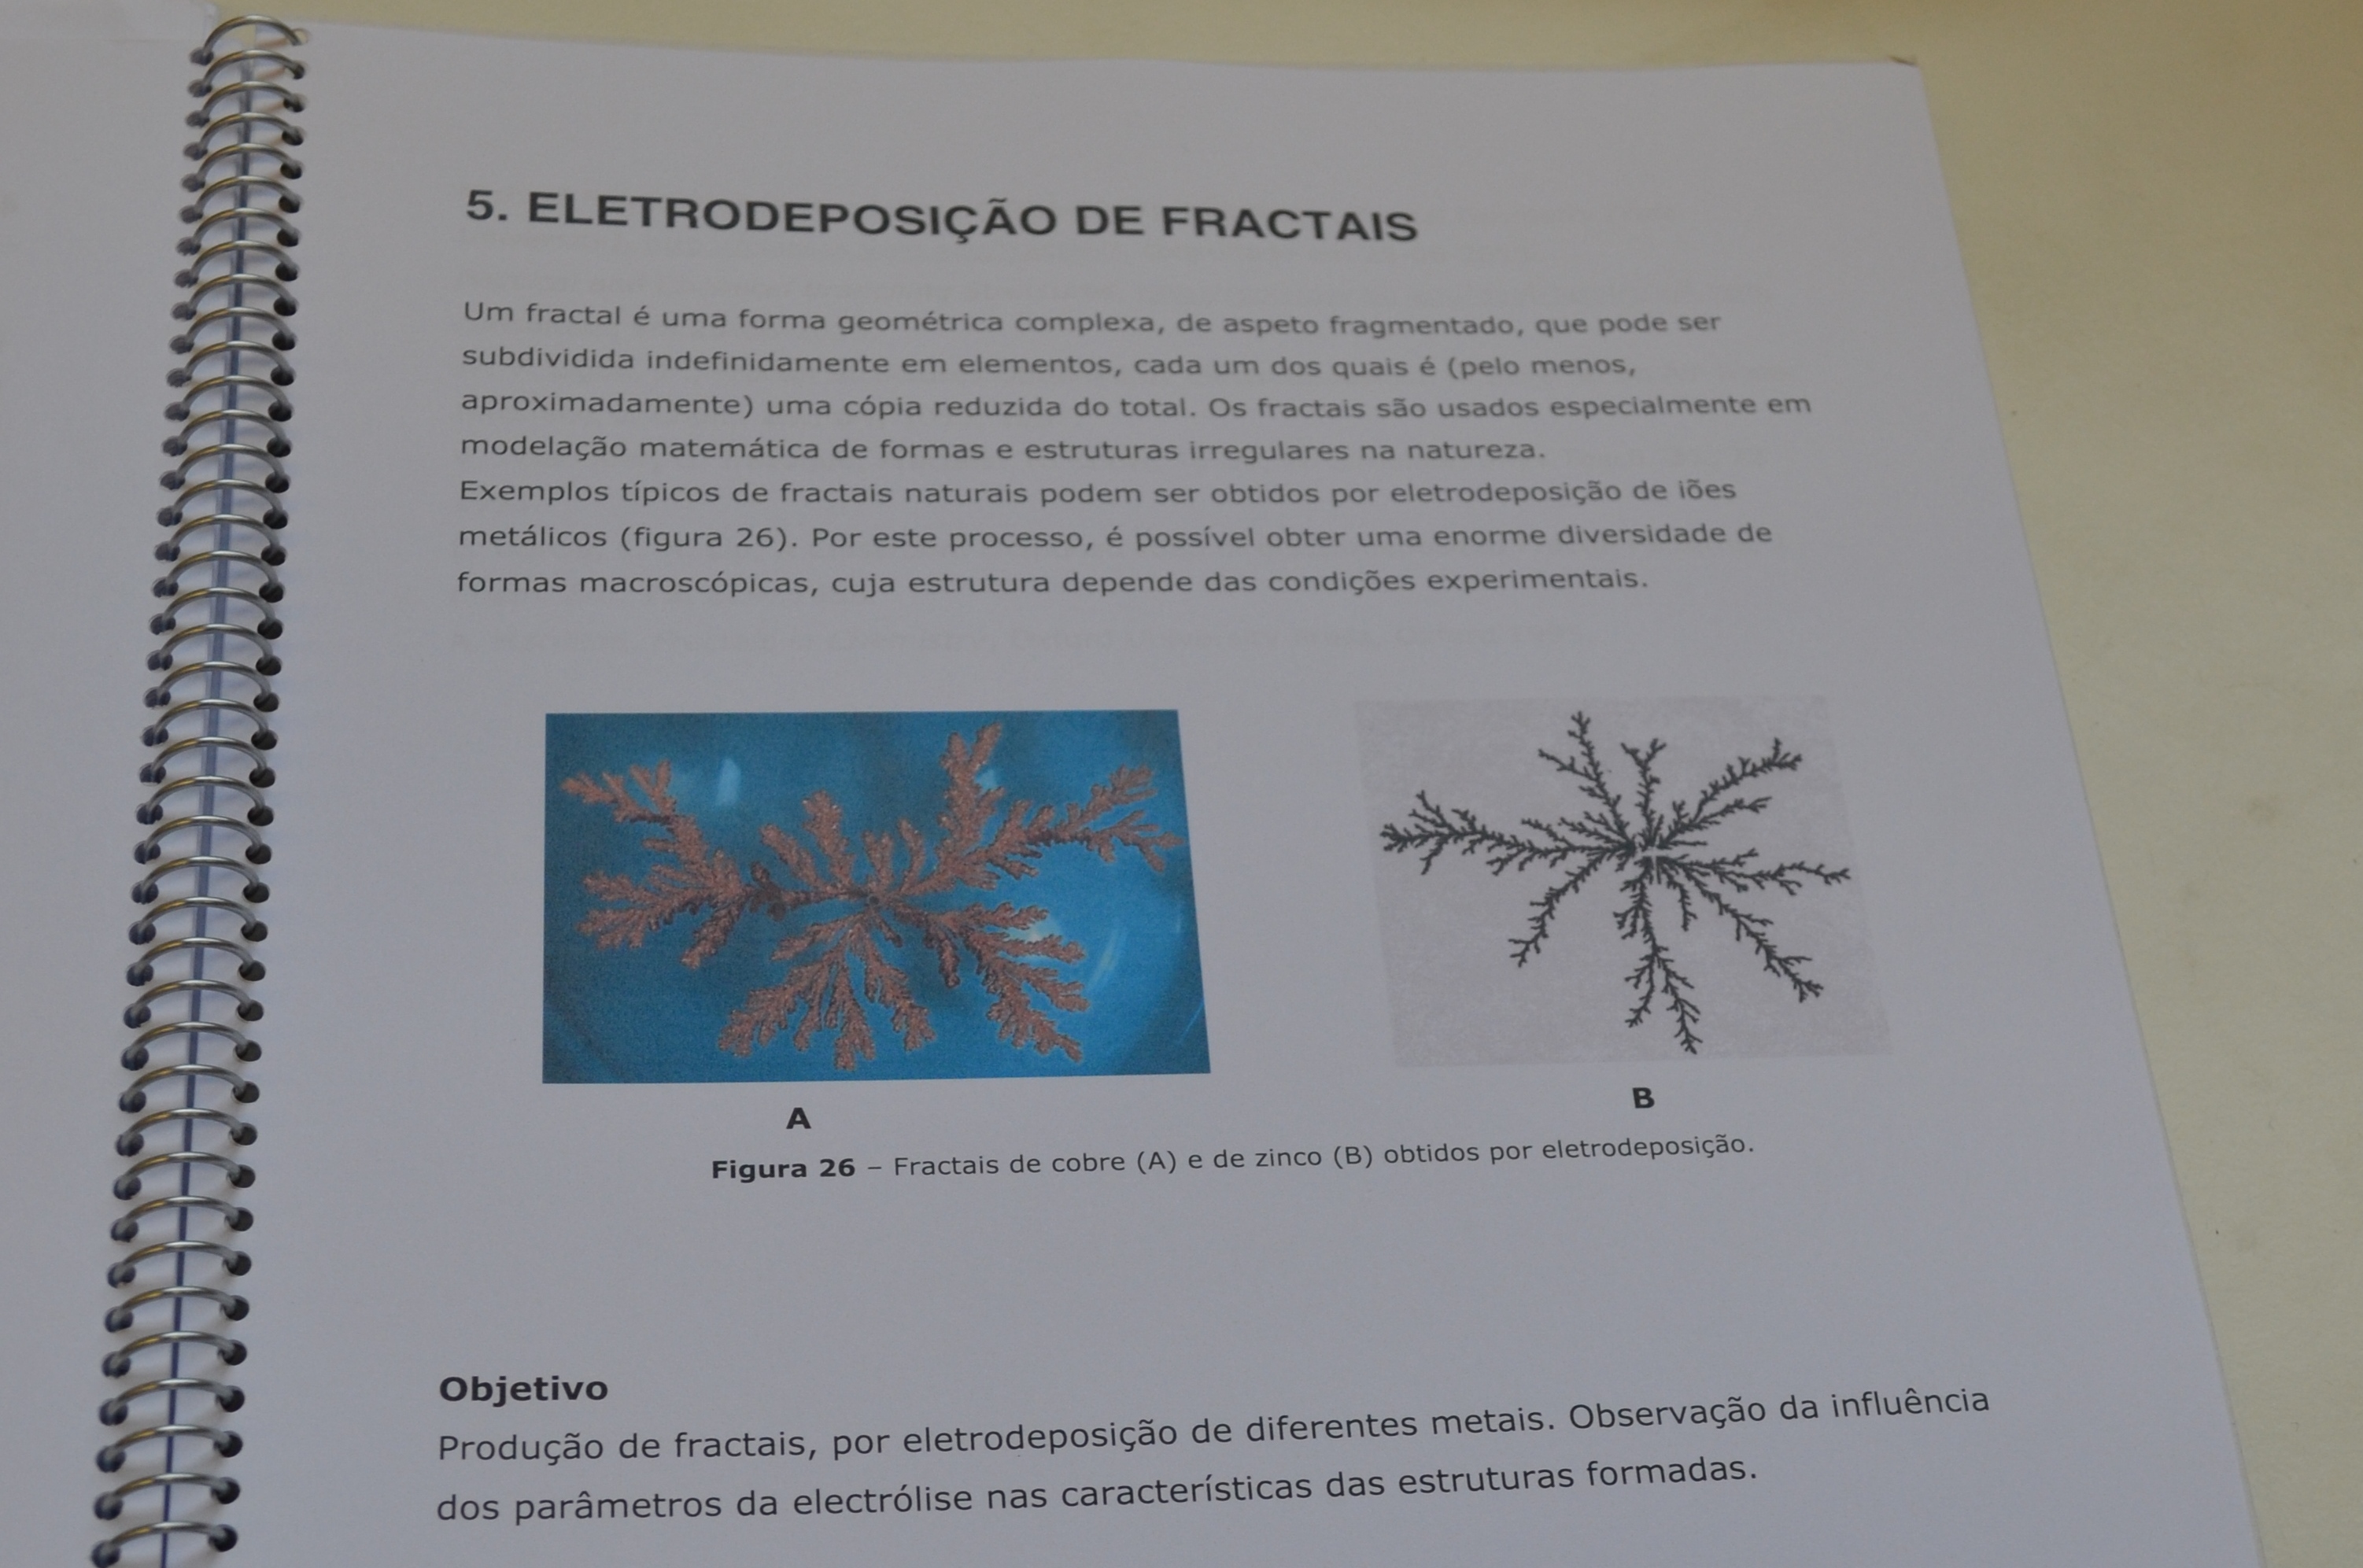 5. ELETRODEPOSIÇÃO DE FRACTAIS
Um fractal é uma forma geométrica complexa, de aspeto fragmentado, que pode ser
subdividida indefinidamente em elementos, cada um dos quais é (pelo menos,
aproximadamente) uma cópia reduzida do total. Os fractais são usados especialmente em
modelação matemática de formas e estruturas irregulares na natureza.
Exemplos típicos de fractais naturais podem ser obtidos por eletrodeposição de iões
metálicos (figura 26). Por este processo, é possível obter uma enorme diversidade de
formas macroscópicas, cuja estrutura depende das condições experimentais.
A
B
Figura 26 – Fractais de cobre (A) e de zinco (B) obtidos por eletrodeposição.
Objetivo
Produção de fractais, por eletrodeposição de diferentes metais. Observação da influência
dos parâmetros da electrólise nas características das estruturas formadas.